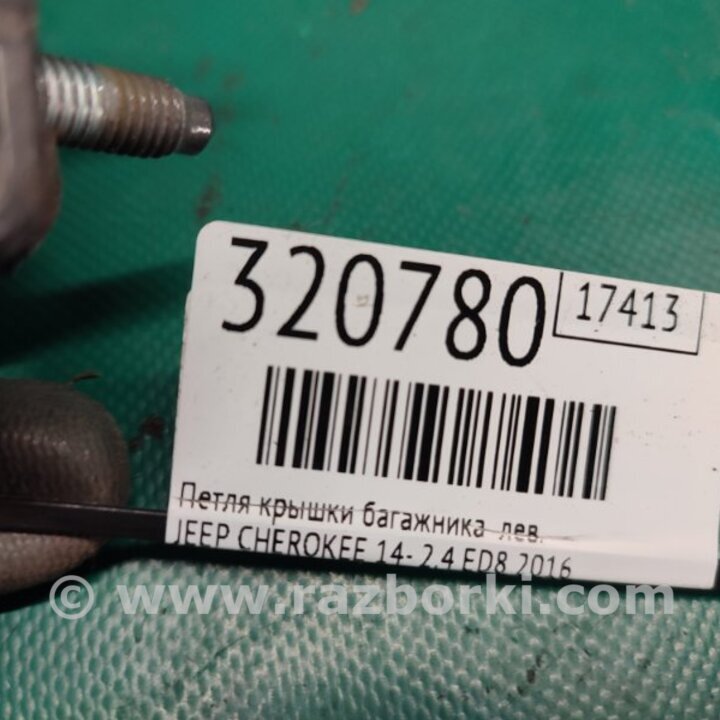 320780
17413
Петля крышки багажника лев.
JEEP CHEROKEE 14- 2.4 ED8 2016
© www.razborki.com